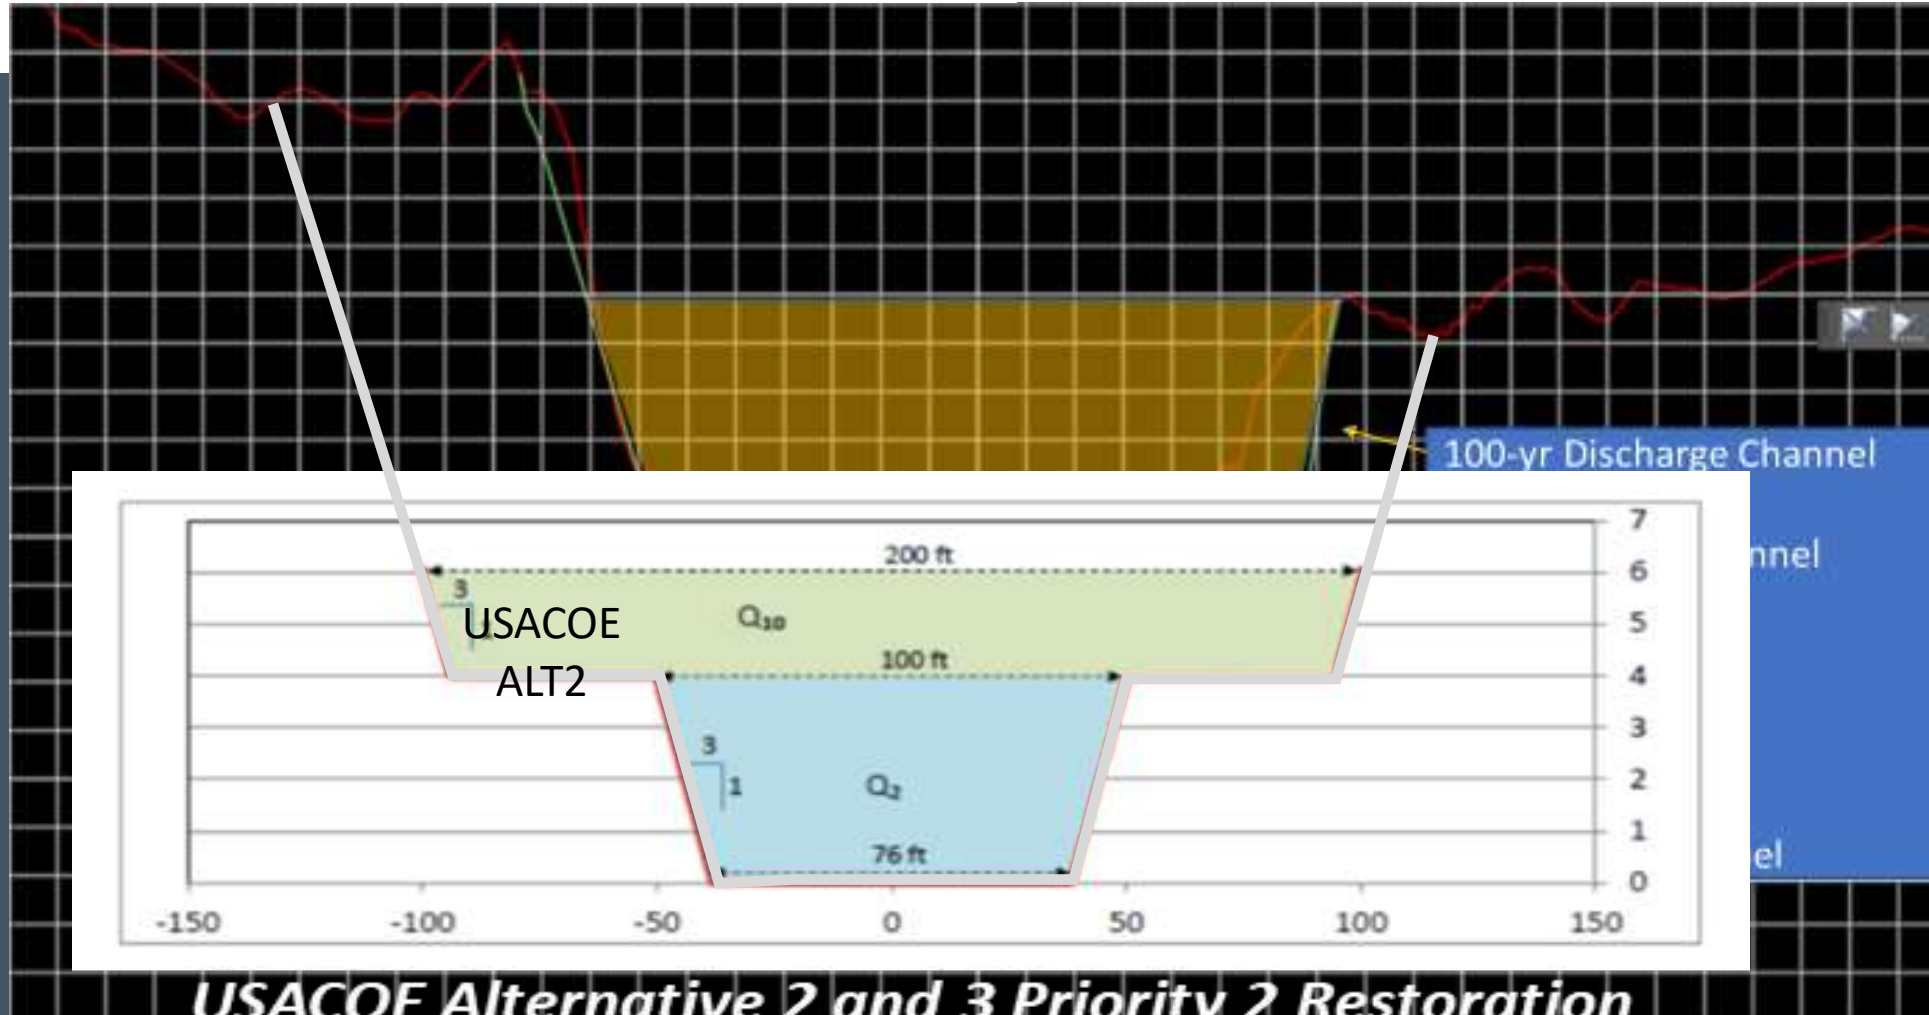 100-yr Discharge Channel
nnel
el
7
200 ft
6
3
USACOE
ALT2
Q₁₀
5
100 ft
4
3
3
1
Q₂
2
1
76 ft
0
-150 -100 -50 0 50 100 150
USACOE Alternative 2 and 3 Priority 2 Restoration